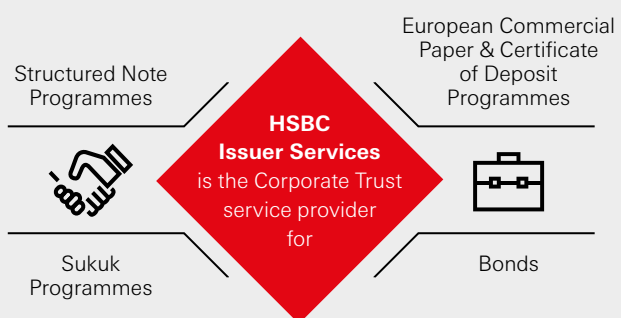 Structured Note
Programmes
European Commercial
Paper & Certificate
of Deposit
Programmes
HSBC
Issuer Services
is the Corporate Trust
service provider
for
Sukuk
Programmes
Bonds